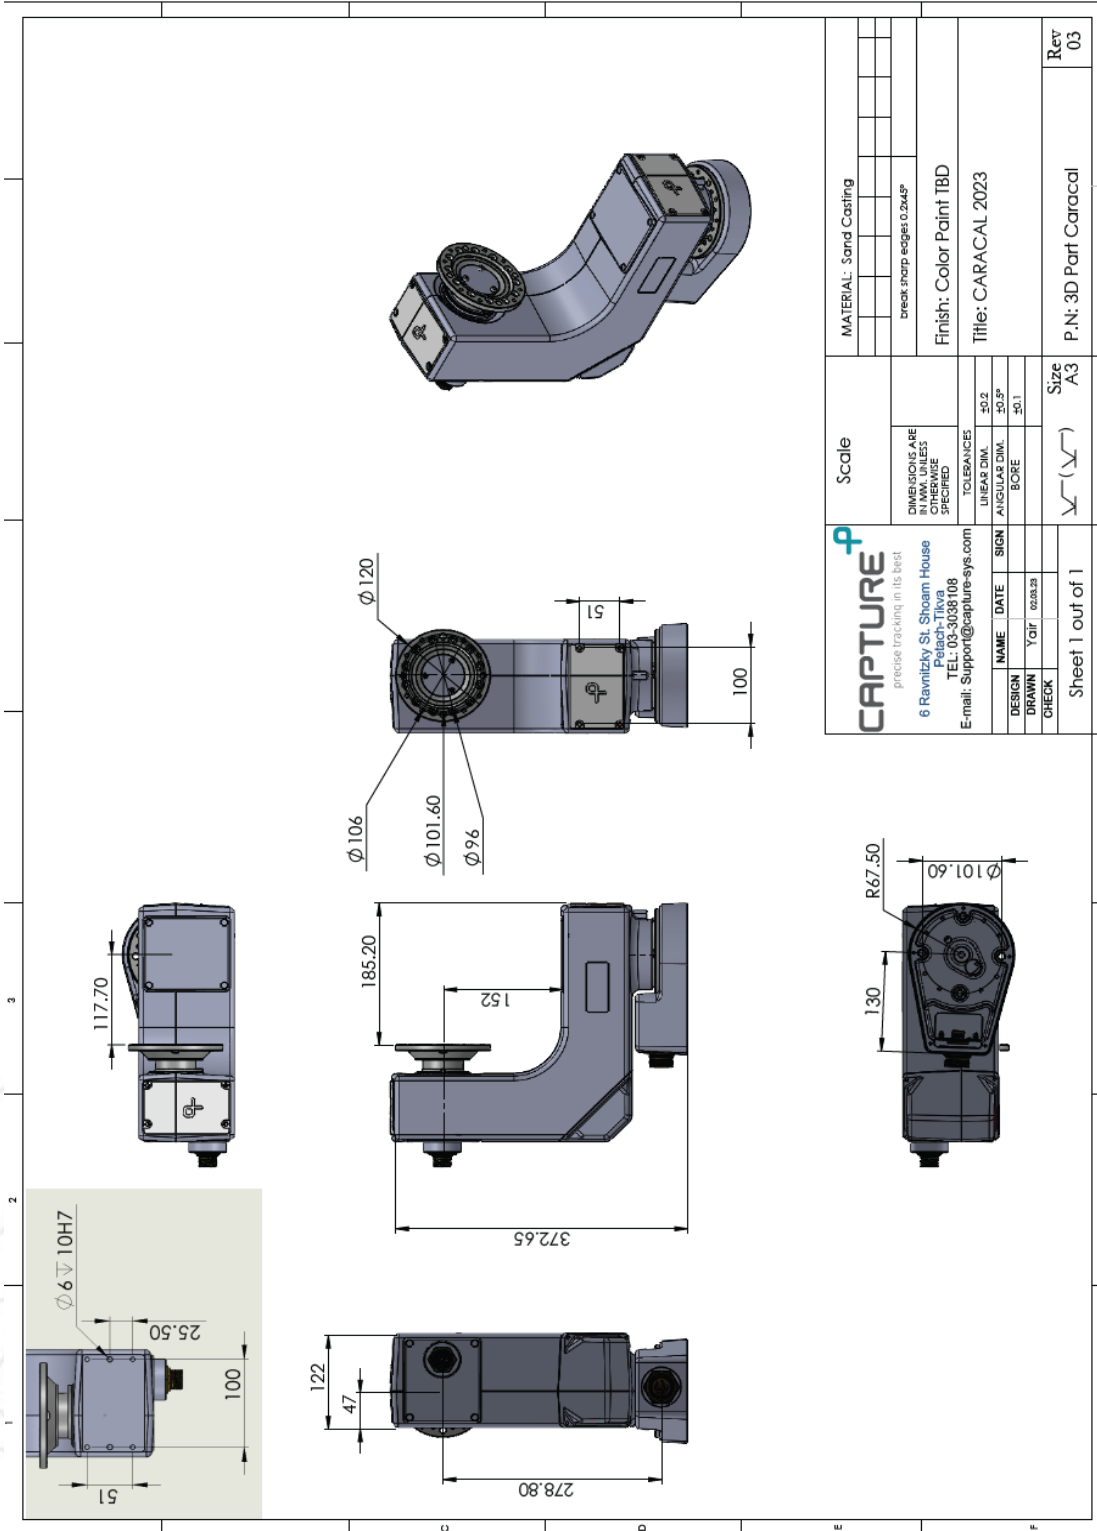 3
2
1
C
D
E
F
Ø6 ↧ 10H7
25.50
100
51
117.70
122
47
278.80
372.65
185.20
152
Ø120
Ø106
Ø101.60
Ø96
51
100
R67.50
Ø101.60
130
CAPTURE
precise tracking in its best
6 Ravnitzky St. Shoam House
Petach-Tikva
TEL: 03-3038108
E-mail: Support@capture-sys.com
NAME DATE SIGN
DESIGN
DRAWN Yair 02.03.23
CHECK
Sheet 1 out of 1
Scale
DIMENSIONS ARE
IN MM. UNLESS
OTHERWISE
SPECIFIED
TOLERANCES
LINEAR DIM. ±0.2
ANGULAR DIM. ±0.5°
BORE ±0.1
Size
A3
MATERIAL: Sand Casting
break sharp edges 0.2x45°
Finish: Color Paint TBD
Title: CARACAL 2023
P.N: 3D Part Caracal
Rev
03